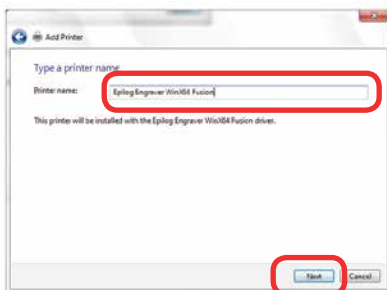 Add Printer
Type a printer name
Printer name: Epilog Engraver WinX64 Fusion
This printer will be installed with the Epilog Engraver WinX64 Fusion driver.
Next Cancel